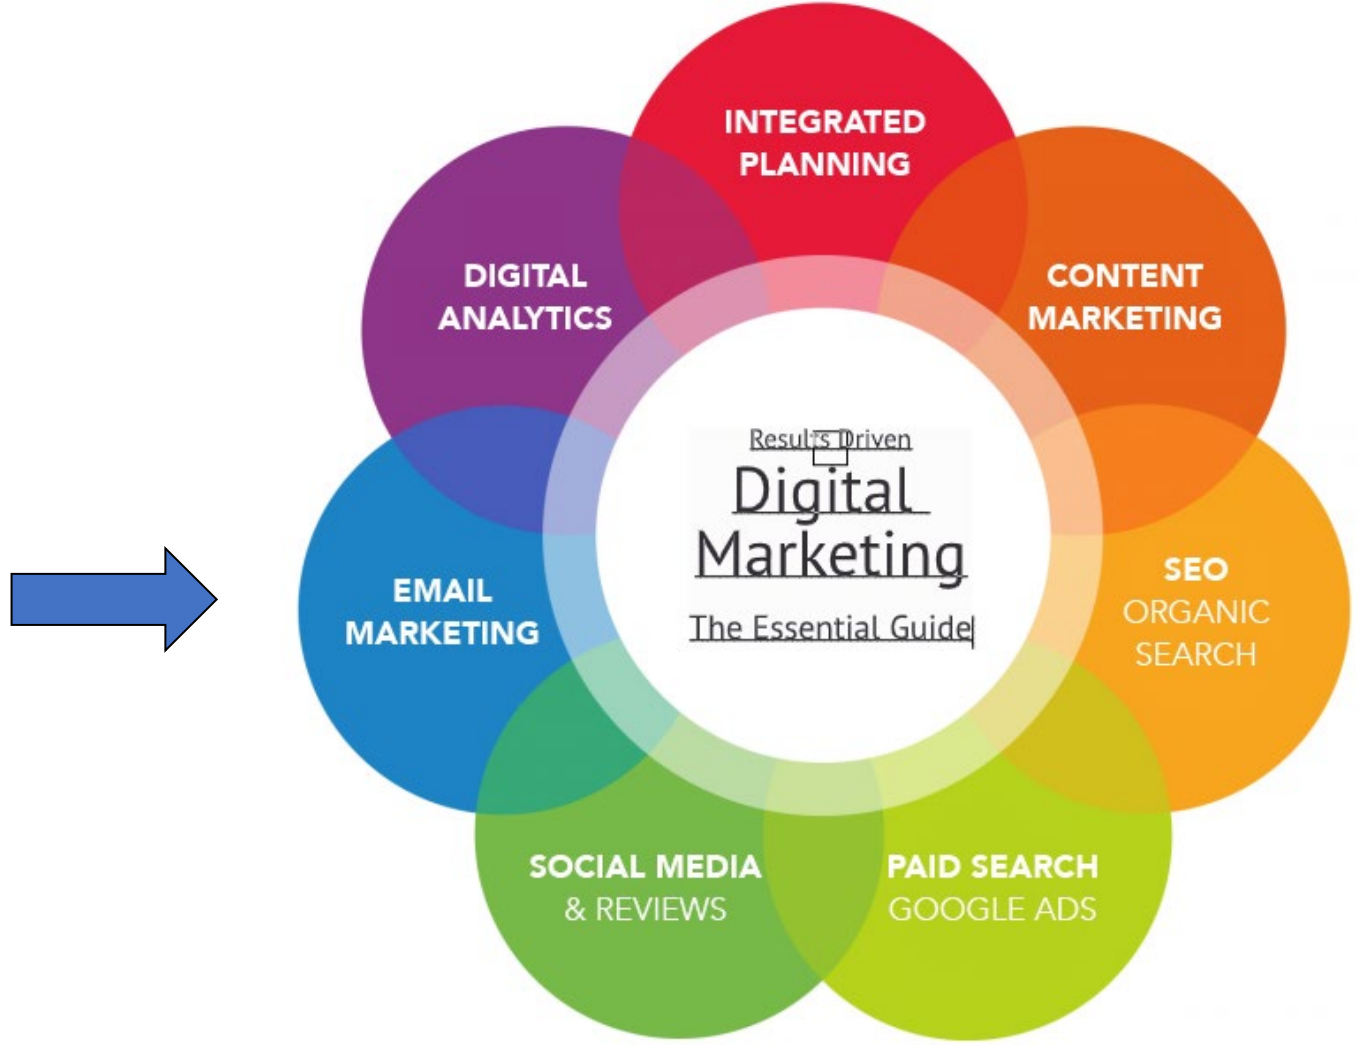 INTEGRATED
PLANNING
CONTENT
MARKETING
SEO
ORGANIC
SEARCH
PAID SEARCH
GOOGLE ADS
SOCIAL MEDIA
& REVIEWS
EMAIL
MARKETING
DIGITAL
ANALYTICS
Results Driven
Digital
Marketing
The Essential Guide